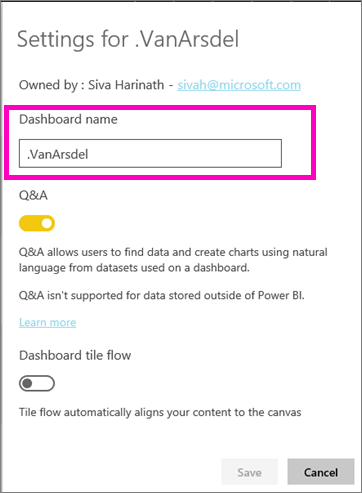 Settings for .VanArsdel
Owned by : Siva Harinath - sivah@microsoft.com
Dashboard name
.VanArsdel
Q&A
Q&A allows users to find data and create charts using natural
language from datasets used on a dashboard.
Q&A isn't supported for data stored outside of Power BI.
Learn more
Dashboard tile flow
Tile flow automatically aligns your content to the canvas
Save Cancel